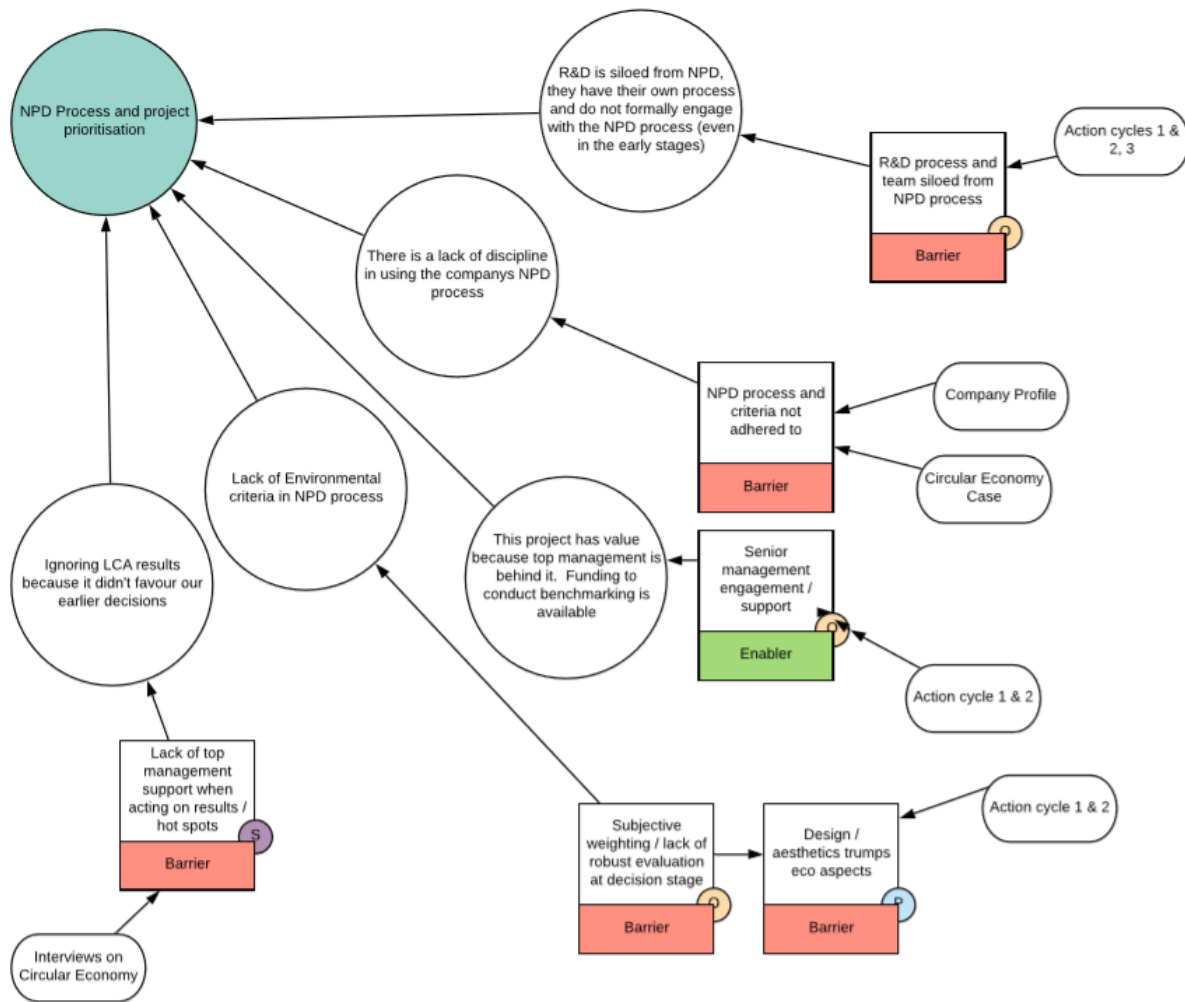 NPD Process and project
prioritisation
R&D is siloed from NPD,
they have their own process
and do not formally engage
with the NPD process (even
in the early stages)
Action cycles 1 &
2, 3
R&D process and
team siloed from
NPD process
O
Barrier
There is a lack of discipline
in using the companys NPD
process
NPD process and
criteria not
adhered to
Barrier
Company Profile
Circular Economy
Case
Lack of Environmental
criteria in NPD process
This project has value
because top management is
behind it. Funding to
conduct benchmarking is
available
Senior
management
engagement /
support
O
Enabler
Action cycle 1 & 2
Ignoring LCA results
because it didn't favour our
earlier decisions
Lack of top
management
support when
acting on results /
hot spots
S
Barrier
Interviews on
Circular Economy
Subjective
weighting / lack of
robust evaluation
at decision stage
O
Barrier
Design /
aesthetics trumps
eco aspects
P
Barrier
Action cycle 1 & 2